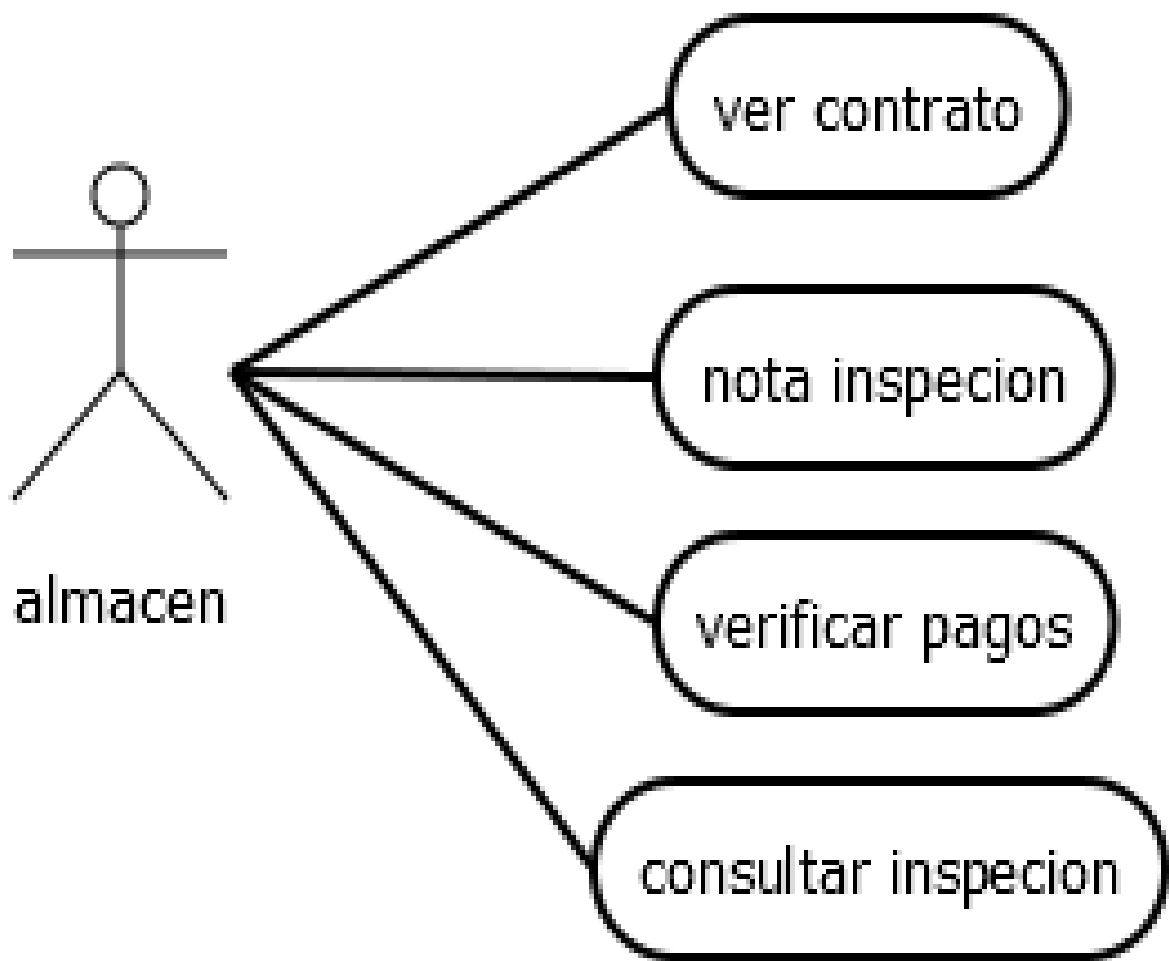 ver contrato
nota inspecion
almacen
verificar pagos
consultar inspecion